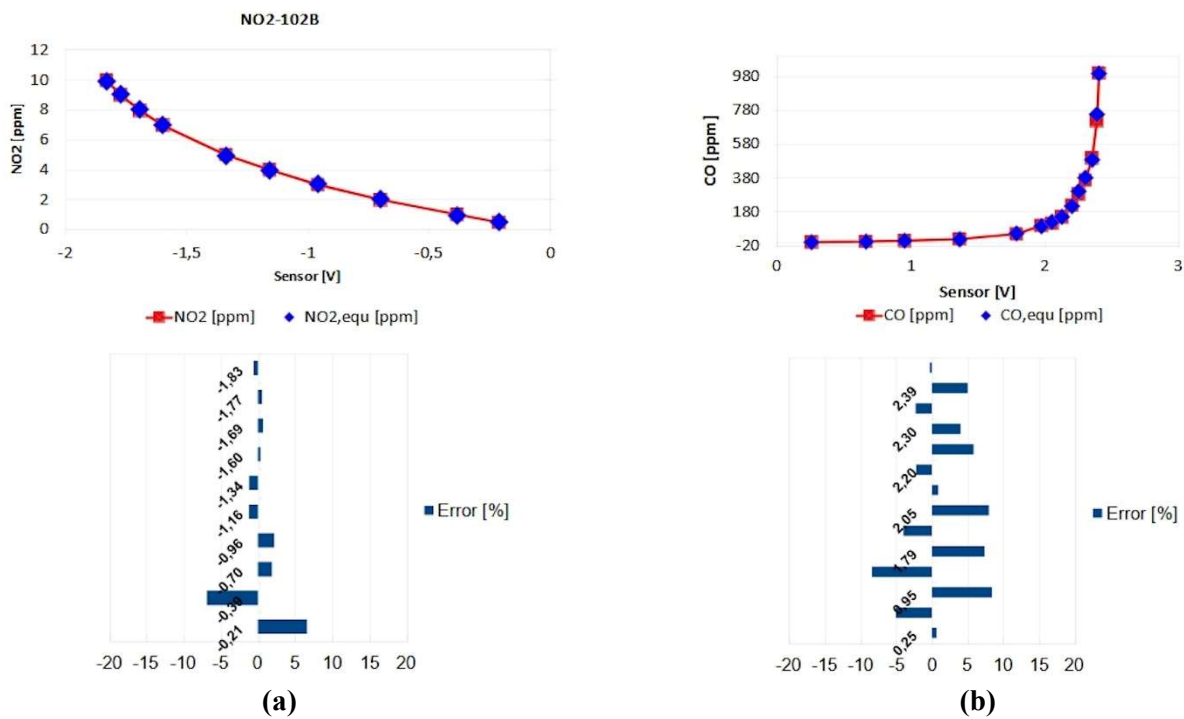 NO2-102B
12
10
8
6
4
2
0
NO2 [ppm]
-2 -1,5 -1 -0,5 0
Sensor [V]
NO2 [ppm] NO2,equ [ppm]
980
780
580
380
180
-20
CO [ppm]
0 1 2 3
Sensor [V]
CO [ppm] CO,equ [ppm]
-1,83
-1,77
-1,69
-1,60
-1,34
-1,16
-0,96
-0,70
-0,39
-0,21
Error [%]
-20 -15 -10 -5 0 5 10 15 20
(a)
2,39
2,30
2,20
2,05
1,79
0,95
0,25
Error [%]
-20 -15 -10 -5 0 5 10 15 20
(b)